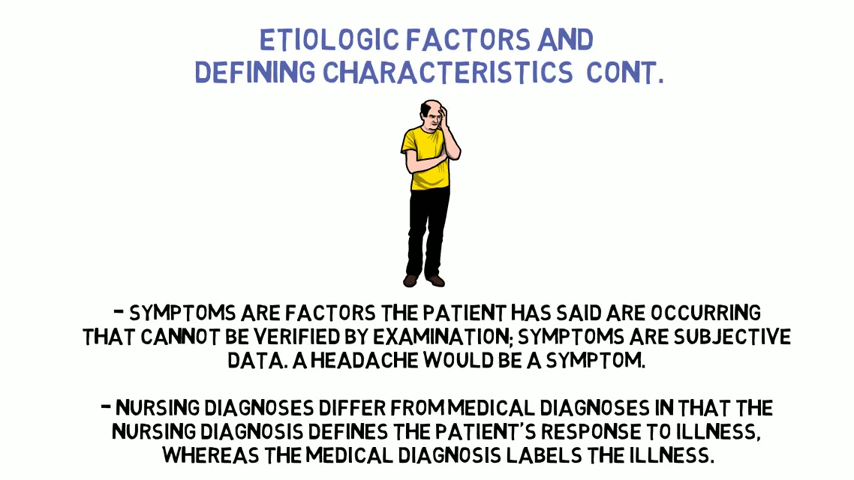 ETIOLOGIC FACTORS AND
DEFINING CHARACTERISTICS CONT.
- SYMPTOMS ARE FACTORS THE PATIENT HAS SAID ARE OCCURRING
THAT CANNOT BE VERIFIED BY EXAMINATION; SYMPTOMS ARE SUBJECTIVE
DATA. A HEADACHE WOULD BE A SYMPTOM.
- NURSING DIAGNOSES DIFFER FROM MEDICAL DIAGNOSES IN THAT THE
NURSING DIAGNOSIS DEFINES THE PATIENT'S RESPONSE TO ILLNESS,
WHEREAS THE MEDICAL DIAGNOSIS LABELS THE ILLNESS.